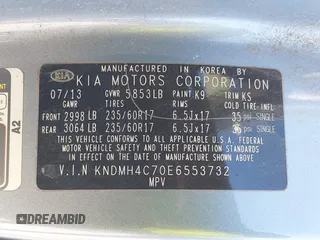 MANUFACTURED IN KOREA BY
KIA KIA MOTORS CORPORATION
07/13 GVWR 5853LB PAINT K9 TRIM KS
GAWR TIRES RIMS COLD TIRE INFL.
FRONT 2998 LB 235/60R17 6.5Jx17 35 psi SINGLE
REAR 3064 LB 235/60R17 6.5Jx17 psi SINGLE
THIS VEHICLE CONFORMS TO ALL APPLICABLE U.S. FEDERAL
MOTOR VEHICLE SAFETY AND THEFT PREVENTION
STANDARDS IN EFFECT ON THE DATE OF MANUFACTURE
SHOWN ABOVE.
V.I.N KNDMH4C70E6553732
MPV
A2
DREAMBID